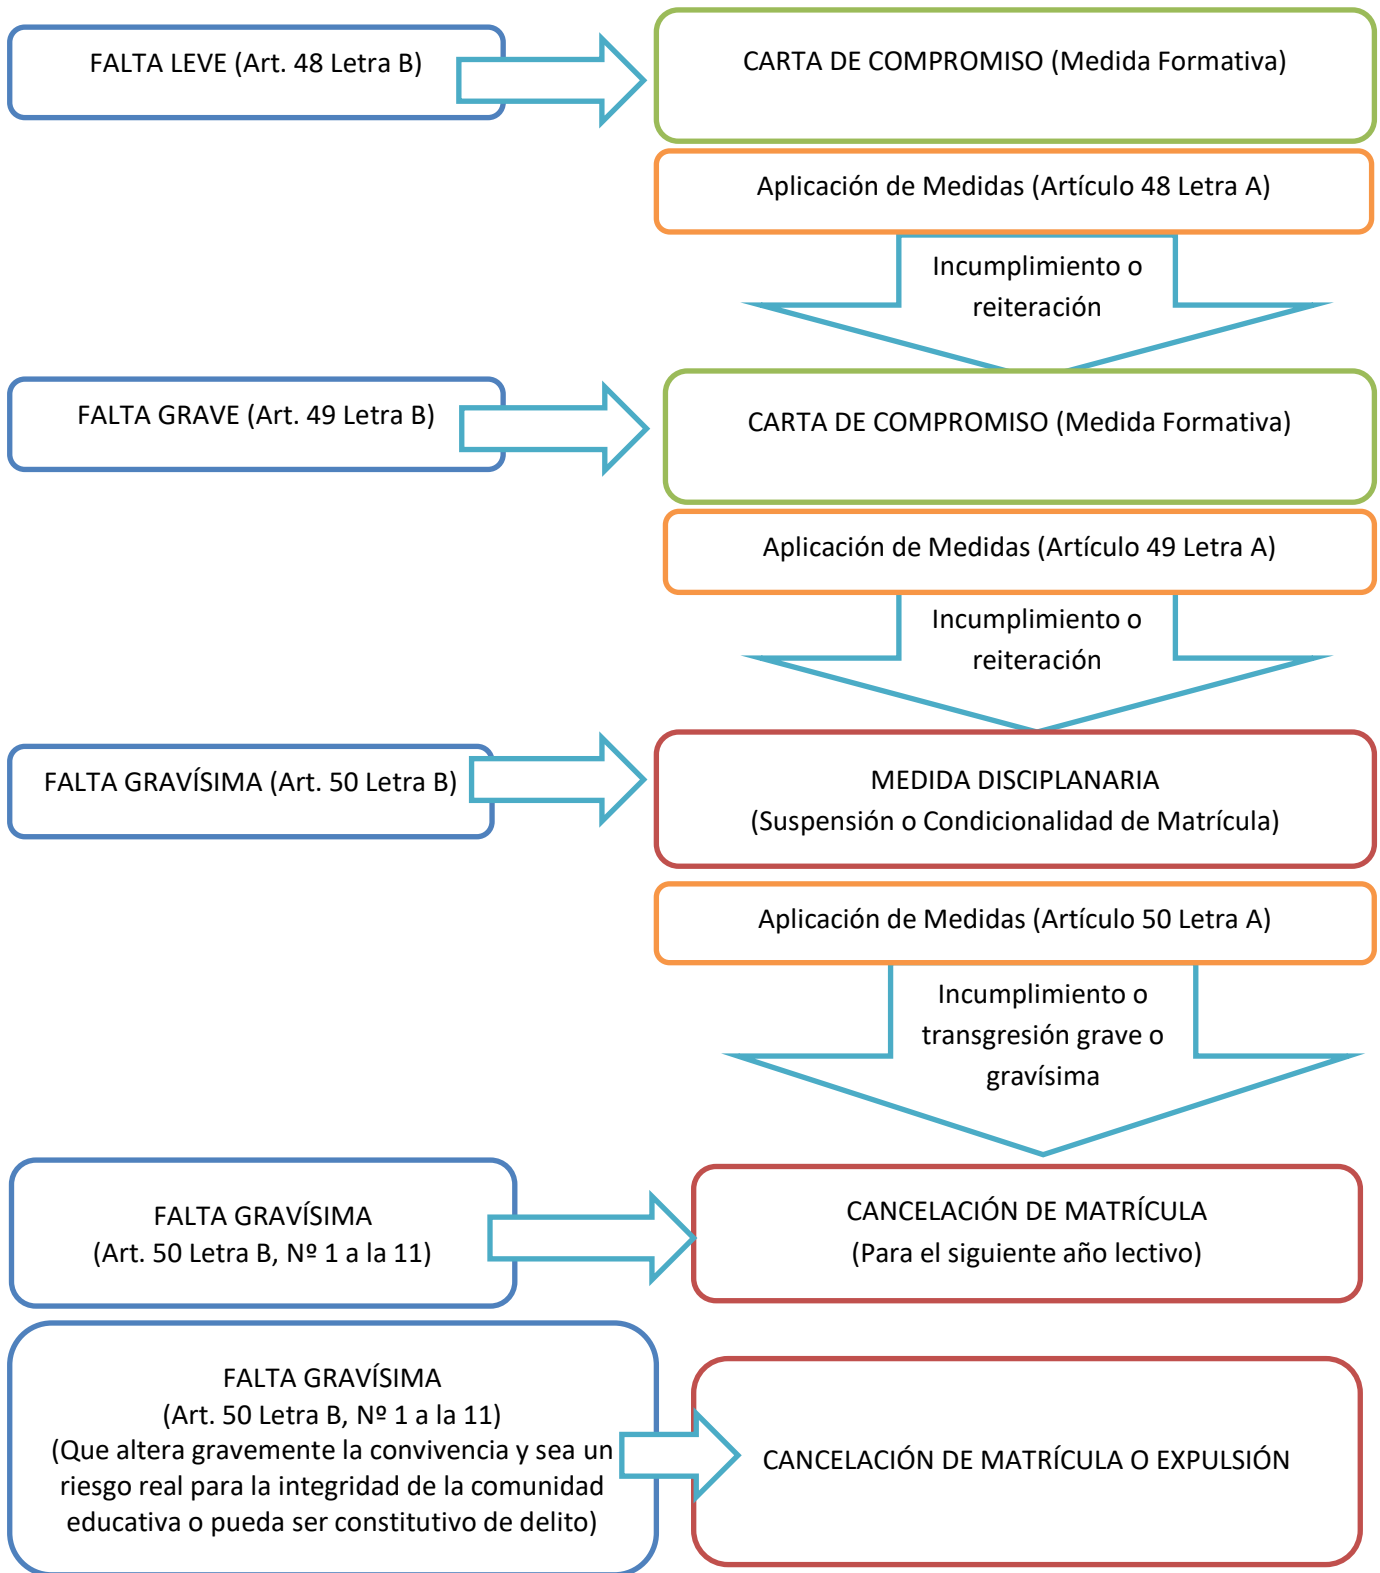 FALTA LEVE (Art. 48 Letra B)
CARTA DE COMPROMISO (Medida Formativa)
Aplicación de Medidas (Artículo 48 Letra A)
Incumplimiento o
reiteración
FALTA GRAVE (Art. 49 Letra B)
CARTA DE COMPROMISO (Medida Formativa)
Aplicación de Medidas (Artículo 49 Letra A)
Incumplimiento o
reiteración
FALTA GRAVÍSIMA (Art. 50 Letra B)
MEDIDA DISCIPLANARIA
(Suspensión o Condicionalidad de Matrícula)
Aplicación de Medidas (Artículo 50 Letra A)
Incumplimiento o
transgresión grave o
gravísima
FALTA GRAVÍSIMA
(Art. 50 Letra B, Nº 1 a la 11)
CANCELACIÓN DE MATRÍCULA
(Para el siguiente año lectivo)
FALTA GRAVÍSIMA
(Art. 50 Letra B, Nº 1 a la 11)
(Que altera gravemente la convivencia y sea un
riesgo real para la integridad de la comunidad
educativa o pueda ser constitutivo de delito)
CANCELACIÓN DE MATRÍCULA O EXPULSIÓN